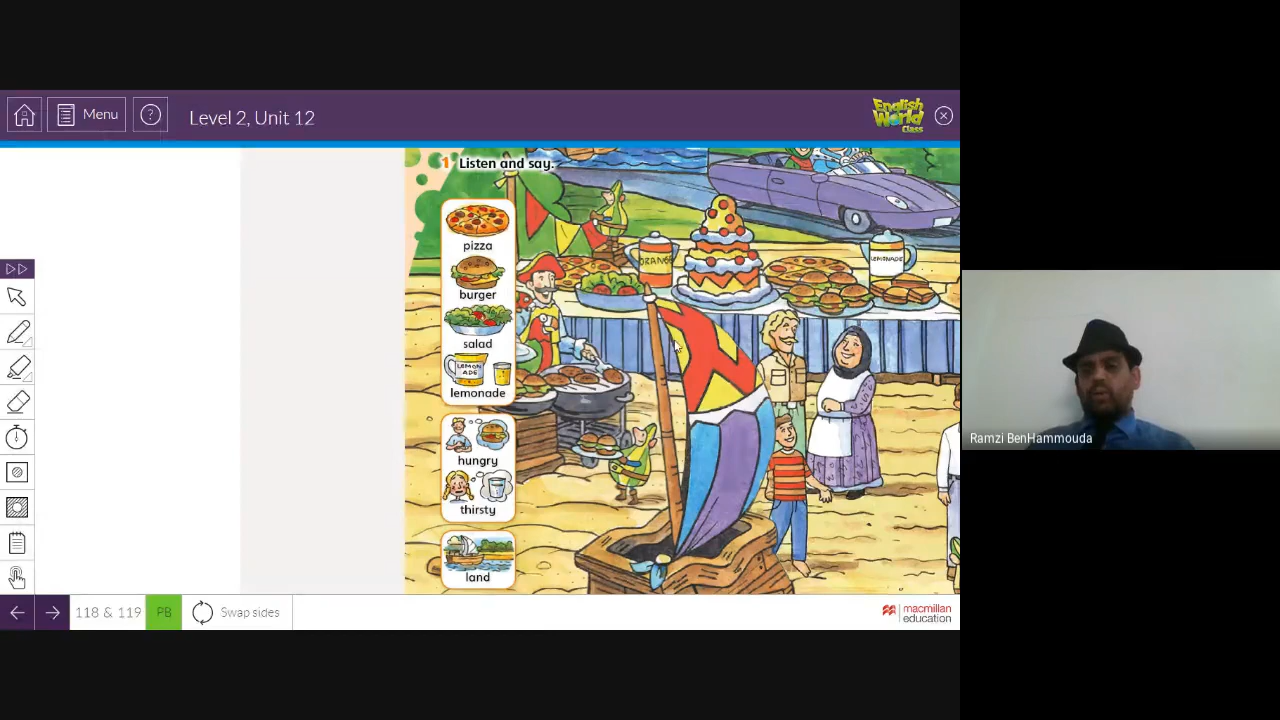 Menu
?
Level 2, Unit 12
English
World
Class
1 Listen and say.
pizza
burger
salad
LEMON
ADE
lemonade
hungry
thirsty
land
ORANGE
LEMONADE
Ramzi BenHammouda
118 & 119
PB
Swap sides
macmillan
education